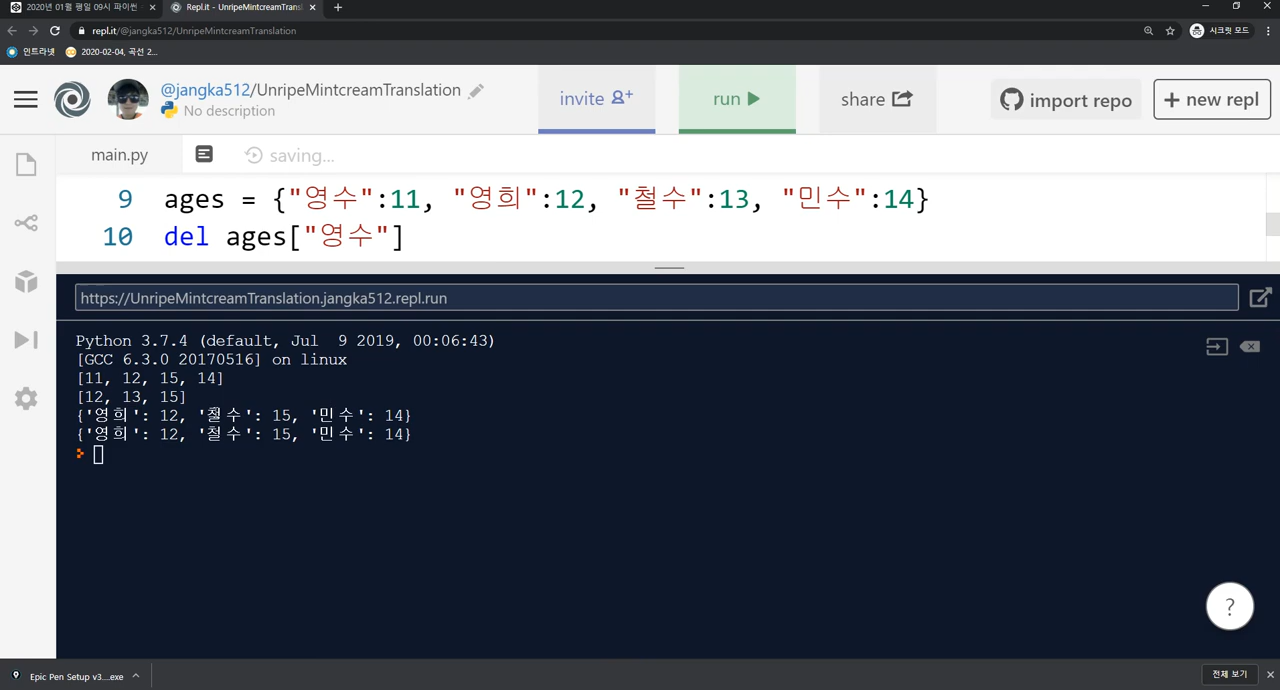 2020년 01월 평일 09시 파이썬
Repl.it - UnripeMintcreamTransl
repl.it/@jangka512/UnripeMintcreamTranslation
시크릿 모드
인트라넷
2020-02-04, 곡선 2...
@jangka512/UnripeMintcreamTranslation
No description
invite
run
share
import repo
+ new repl
main.py
saving...
9 ages = {"영수":11, "영희":12, "철수":13, "민수":14}
10 del ages["영수"]
https://UnripeMintcreamTranslation.jangka512.repl.run
Python 3.7.4 (default, Jul  9 2019, 00:06:43)
[GCC 6.3.0 20170516] on linux
[11, 12, 15, 14]
[12, 13, 15]
{'영희': 12, '철수': 15, '민수': 14}
{'영희': 12, '철수': 15, '민수': 14}
?
Epic Pen Setup v3....exe
전체 보기